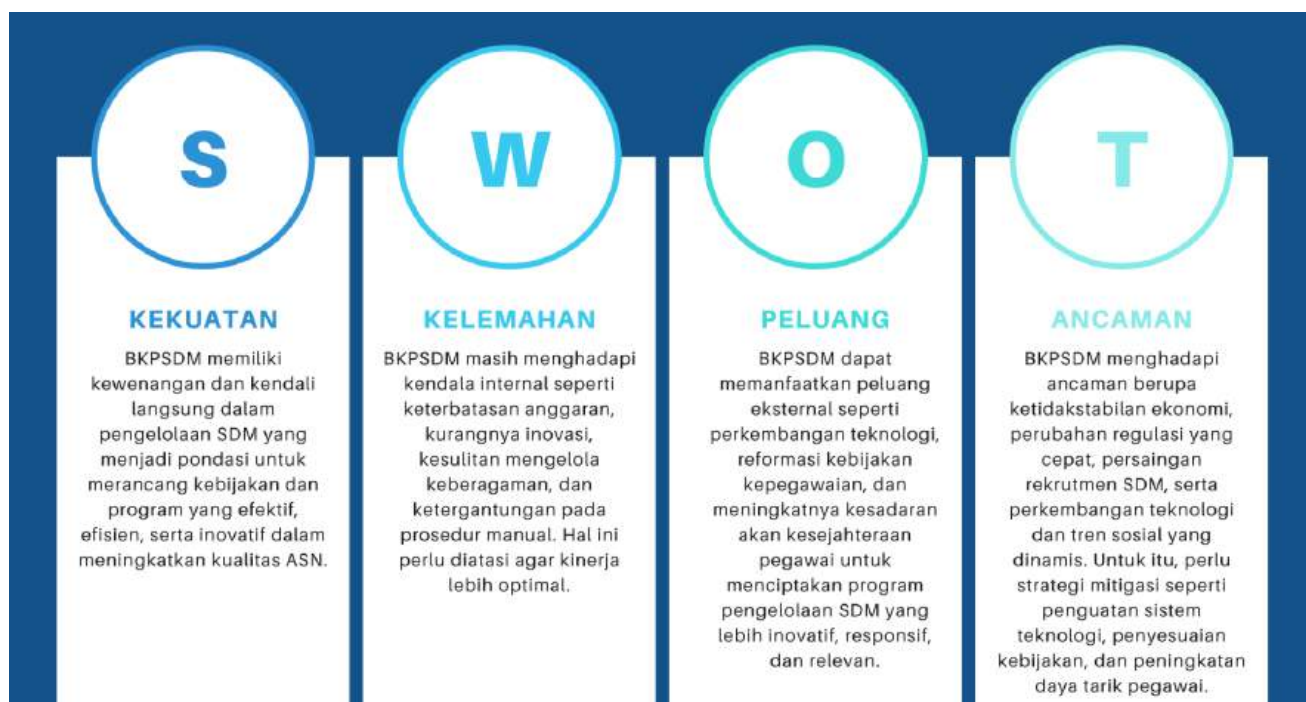 S
KEKUATAN
BKPSDM memiliki
kewenangan dan kendali
langsung dalam
pengelolaan SDM yang
menjadi pondasi untuk
merancang kebijakan dan
program yang efektif,
efisien, serta inovatif dalam
meningkatkan kualitas ASN.
W
KELEMAHAN
BKPSDM masih menghadapi
kendala internal seperti
keterbatasan anggaran,
kurangnya inovasi,
kesulitan mengelola
keberagaman, dan
ketergantungan pada
prosedur manual. Hal ini
perlu diatasi agar kinerja
lebih optimal.
O
PELUANG
BKPSDM dapat
memanfaatkan peluang
eksternal seperti
perkembangan teknologi,
reformasi kebijakan
kepegawaian, dan
meningkatnya kesadaran
akan kesejahteraan
pegawai untuk
menciptakan program
pengelolaan SDM yang
lebih inovatif, responsif,
dan relevan.
T
ANCAMAN
BKPSDM menghadapi
ancaman berupa
ketidakstabilan ekonomi,
perubahan regulasi yang
cepat, persaingan
rekrutmen SDM, serta
perkembangan teknologi
dan tren sosial yang
dinamis. Untuk itu, perlu
strategi mitigasi seperti
penguatan sistem
teknologi, penyesuaian
kebijakan, dan peningkatan
daya tarik pegawai.